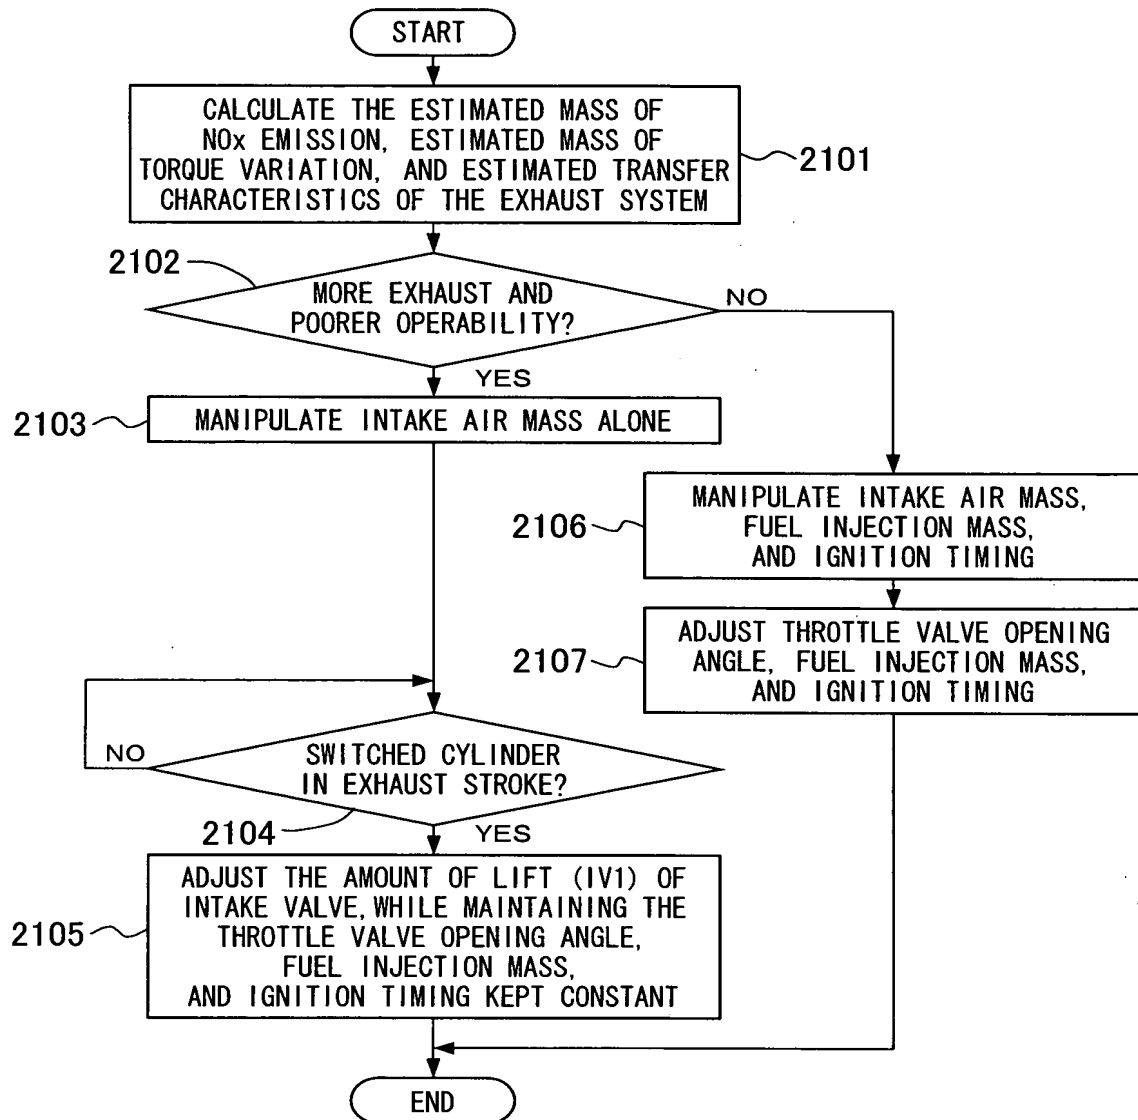 START
CALCULATE THE ESTIMATED MASS OF
NOx EMISSION, ESTIMATED MASS OF
TORQUE VARIATION, AND ESTIMATED TRANSFER
CHARACTERISTICS OF THE EXHAUST SYSTEM
2101
2102
MORE EXHAUST AND
POORER OPERABILITY?
NO
YES
2103
MANIPULATE INTAKE AIR MASS ALONE
2106
MANIPULATE INTAKE AIR MASS,
FUEL INJECTION MASS,
AND IGNITION TIMING
2107
ADJUST THROTTLE VALVE OPENING
ANGLE, FUEL INJECTION MASS,
AND IGNITION TIMING
NO
SWITCHED CYLINDER
IN EXHAUST STROKE?
2104
YES
2105
ADJUST THE AMOUNT OF LIFT (IV1) OF
INTAKE VALVE, WHILE MAINTAINING THE
THROTTLE VALVE OPENING ANGLE,
FUEL INJECTION MASS,
AND IGNITION TIMING KEPT CONSTANT
END